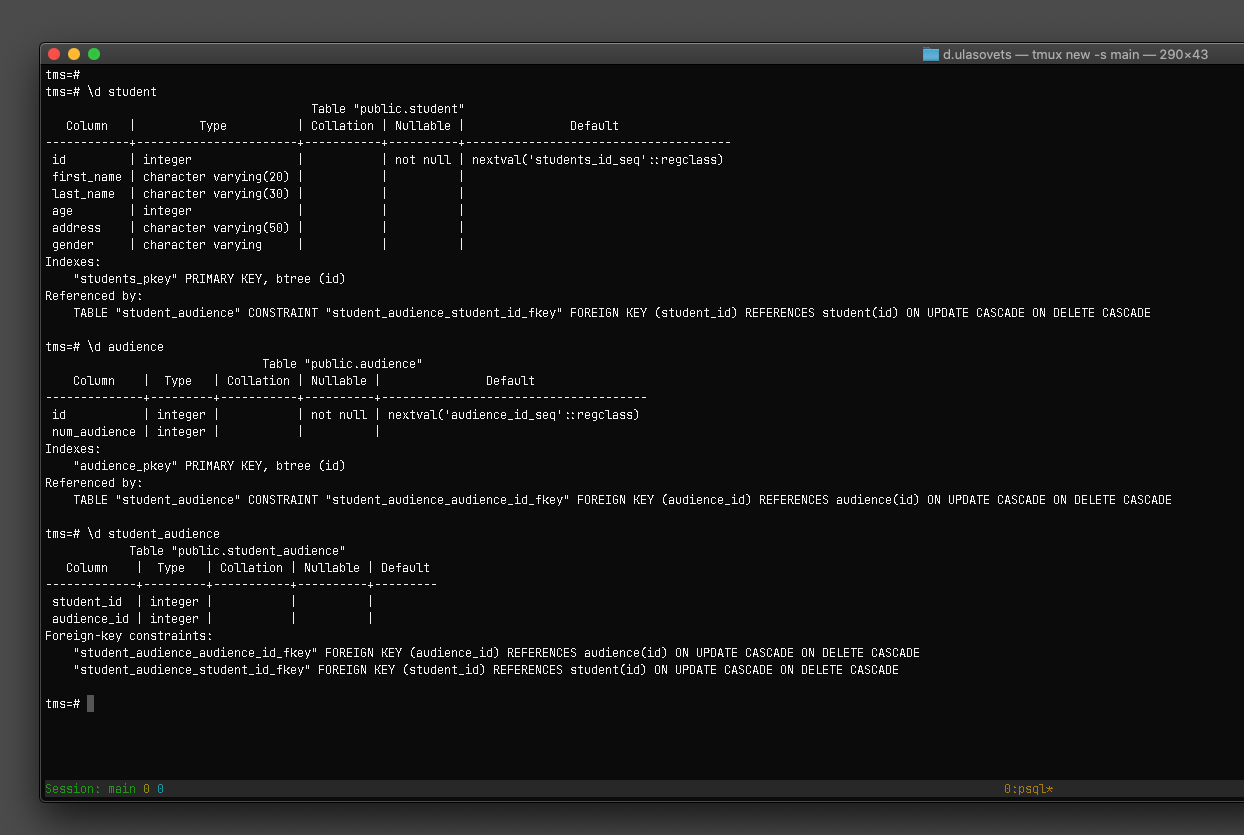 d.ulasovets — tmux new -s main — 290×43
tms=#
tms=# \d student
                                      Table "public.student"
   Column   |         Type          | Collation | Nullable |               Default
------------+-----------------------+-----------+----------+--------------------------------------
 id         | integer               |           | not null | nextval('students_id_seq'::regclass)
 first_name | character varying(20) |           |          |
 last_name  | character varying(30) |           |          |
 age        | integer               |           |          |
 address    | character varying(50) |           |          |
 gender     | character varying     |           |          |
Indexes:
    "students_pkey" PRIMARY KEY, btree (id)
Referenced by:
    TABLE "student_audience" CONSTRAINT "student_audience_student_id_fkey" FOREIGN KEY (student_id) REFERENCES student(id) ON UPDATE CASCADE ON DELETE CASCADE
tms=# \d audience
                               Table "public.audience"
    Column    |  Type   | Collation | Nullable |               Default
--------------+---------+-----------+----------+--------------------------------------
 id           | integer |           | not null | nextval('audience_id_seq'::regclass)
 num_audience | integer |           |          |
Indexes:
    "audience_pkey" PRIMARY KEY, btree (id)
Referenced by:
    TABLE "student_audience" CONSTRAINT "student_audience_audience_id_fkey" FOREIGN KEY (audience_id) REFERENCES audience(id) ON UPDATE CASCADE ON DELETE CASCADE
tms=# \d student_audience
            Table "public.student_audience"
   Column    |  Type   | Collation | Nullable | Default
-------------+---------+-----------+----------+---------
 student_id  | integer |           |          |
 audience_id | integer |           |          |
Foreign-key constraints:
    "student_audience_audience_id_fkey" FOREIGN KEY (audience_id) REFERENCES audience(id) ON UPDATE CASCADE ON DELETE CASCADE
    "student_audience_student_id_fkey" FOREIGN KEY (student_id) REFERENCES student(id) ON UPDATE CASCADE ON DELETE CASCADE
tms=#
Session: main 0 0 0:psql*